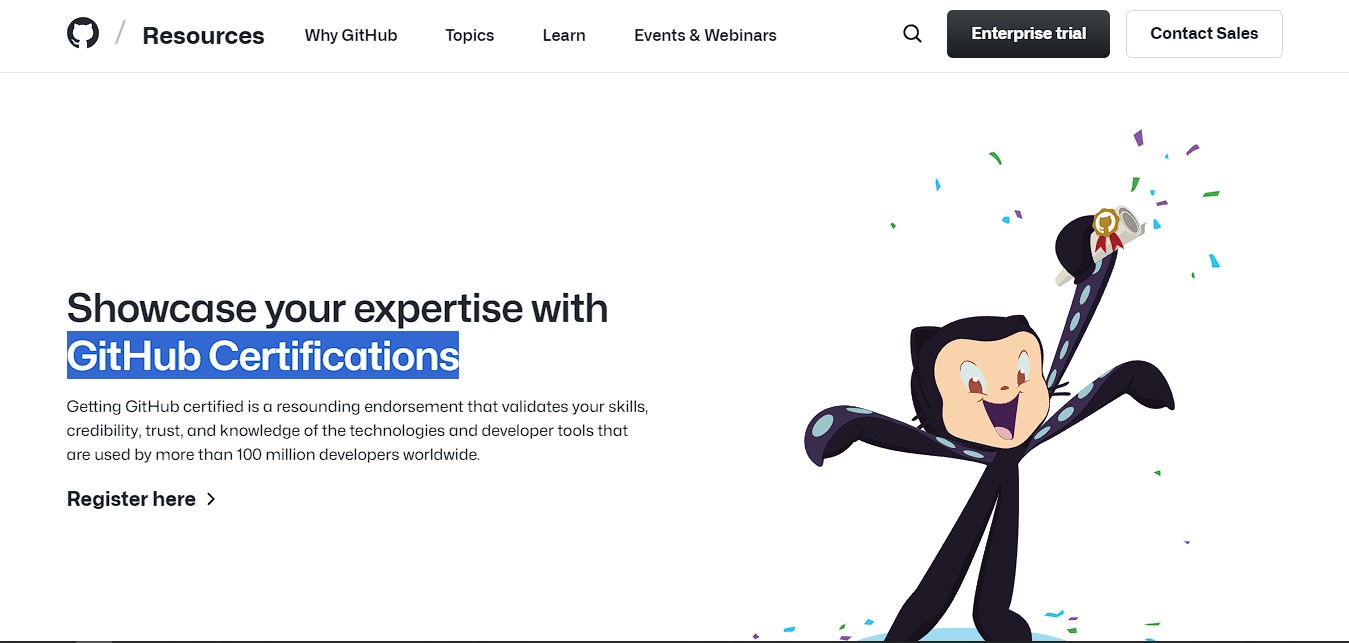 / Resources Why GitHub Topics Learn Events & Webinars Enterprise trial Contact Sales
Showcase your expertise with
GitHub Certifications
Getting GitHub certified is a resounding endorsement that validates your skills,
credibility, trust, and knowledge of the technologies and developer tools that
are used by more than 100 million developers worldwide.
Register here